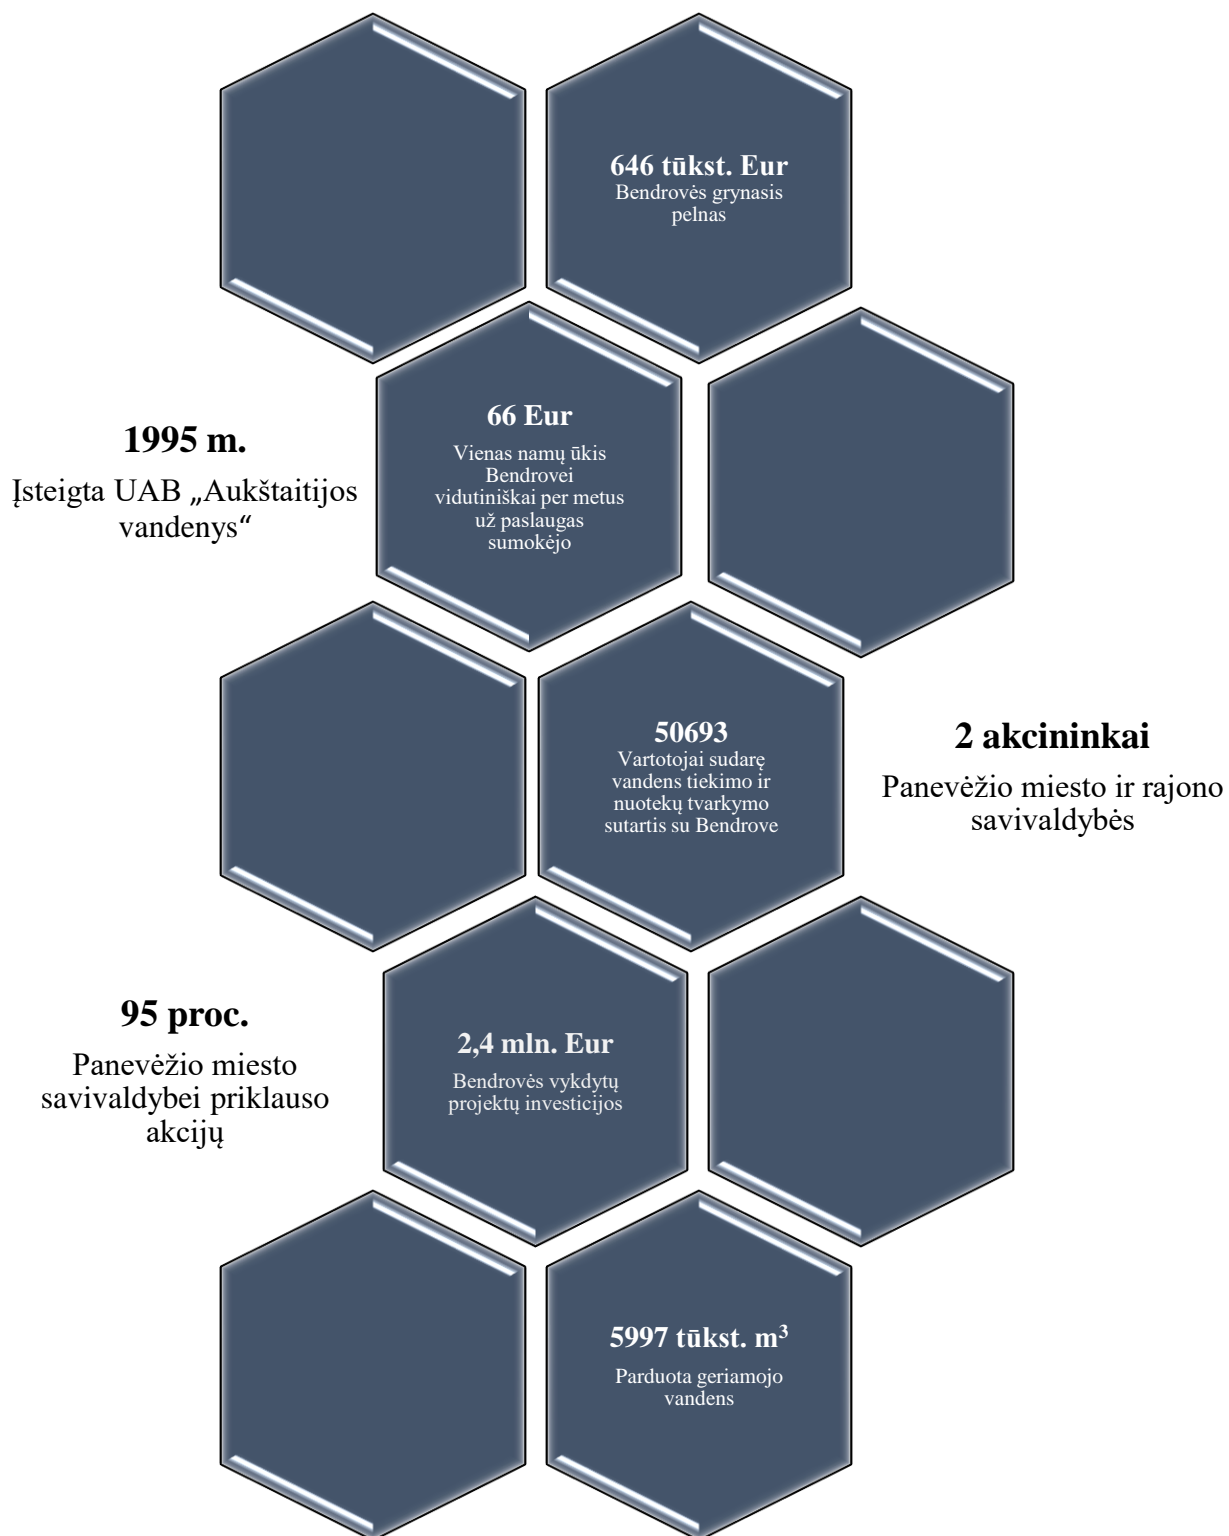 646 tūkst. Eur
Bendrovės grynasis
pelnas
1995 m.
Įsteigta UAB „Aukštaitijos
vandenys“
66 Eur
Vienas namų ūkis
Bendrovei
vidutiniškai per metus
už paslaugas
sumokėjo
50693
Vartotojai sudarę
vandens tiekimo ir
nuotekų tvarkymo
sutartis su Bendrove
2 akcininkai
Panevėžio miesto ir rajono
savivaldybės
95 proc.
Panevėžio miesto
savivaldybei priklauso
akcijų
2,4 mln. Eur
Bendrovės vykdytų
projektų investicijos
5997 tūkst. m³
Parduota geriamojo
vandens